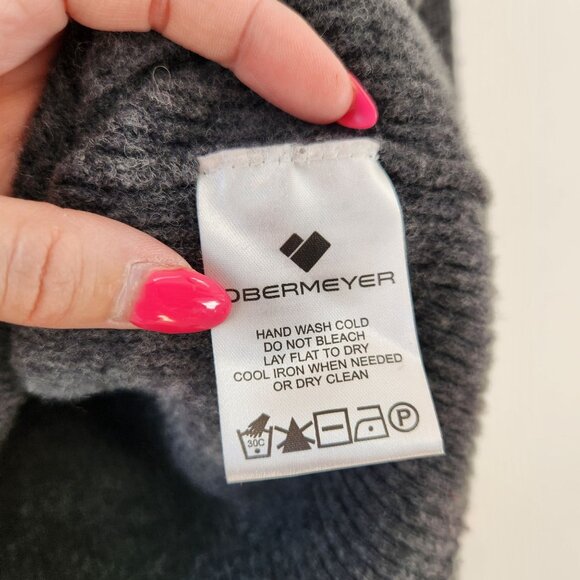 OBERMEYER
HAND WASH COLD
DO NOT BLEACH
LAY FLAT TO DRY
COOL IRON WHEN NEEDED
OR DRY CLEAN
30C P